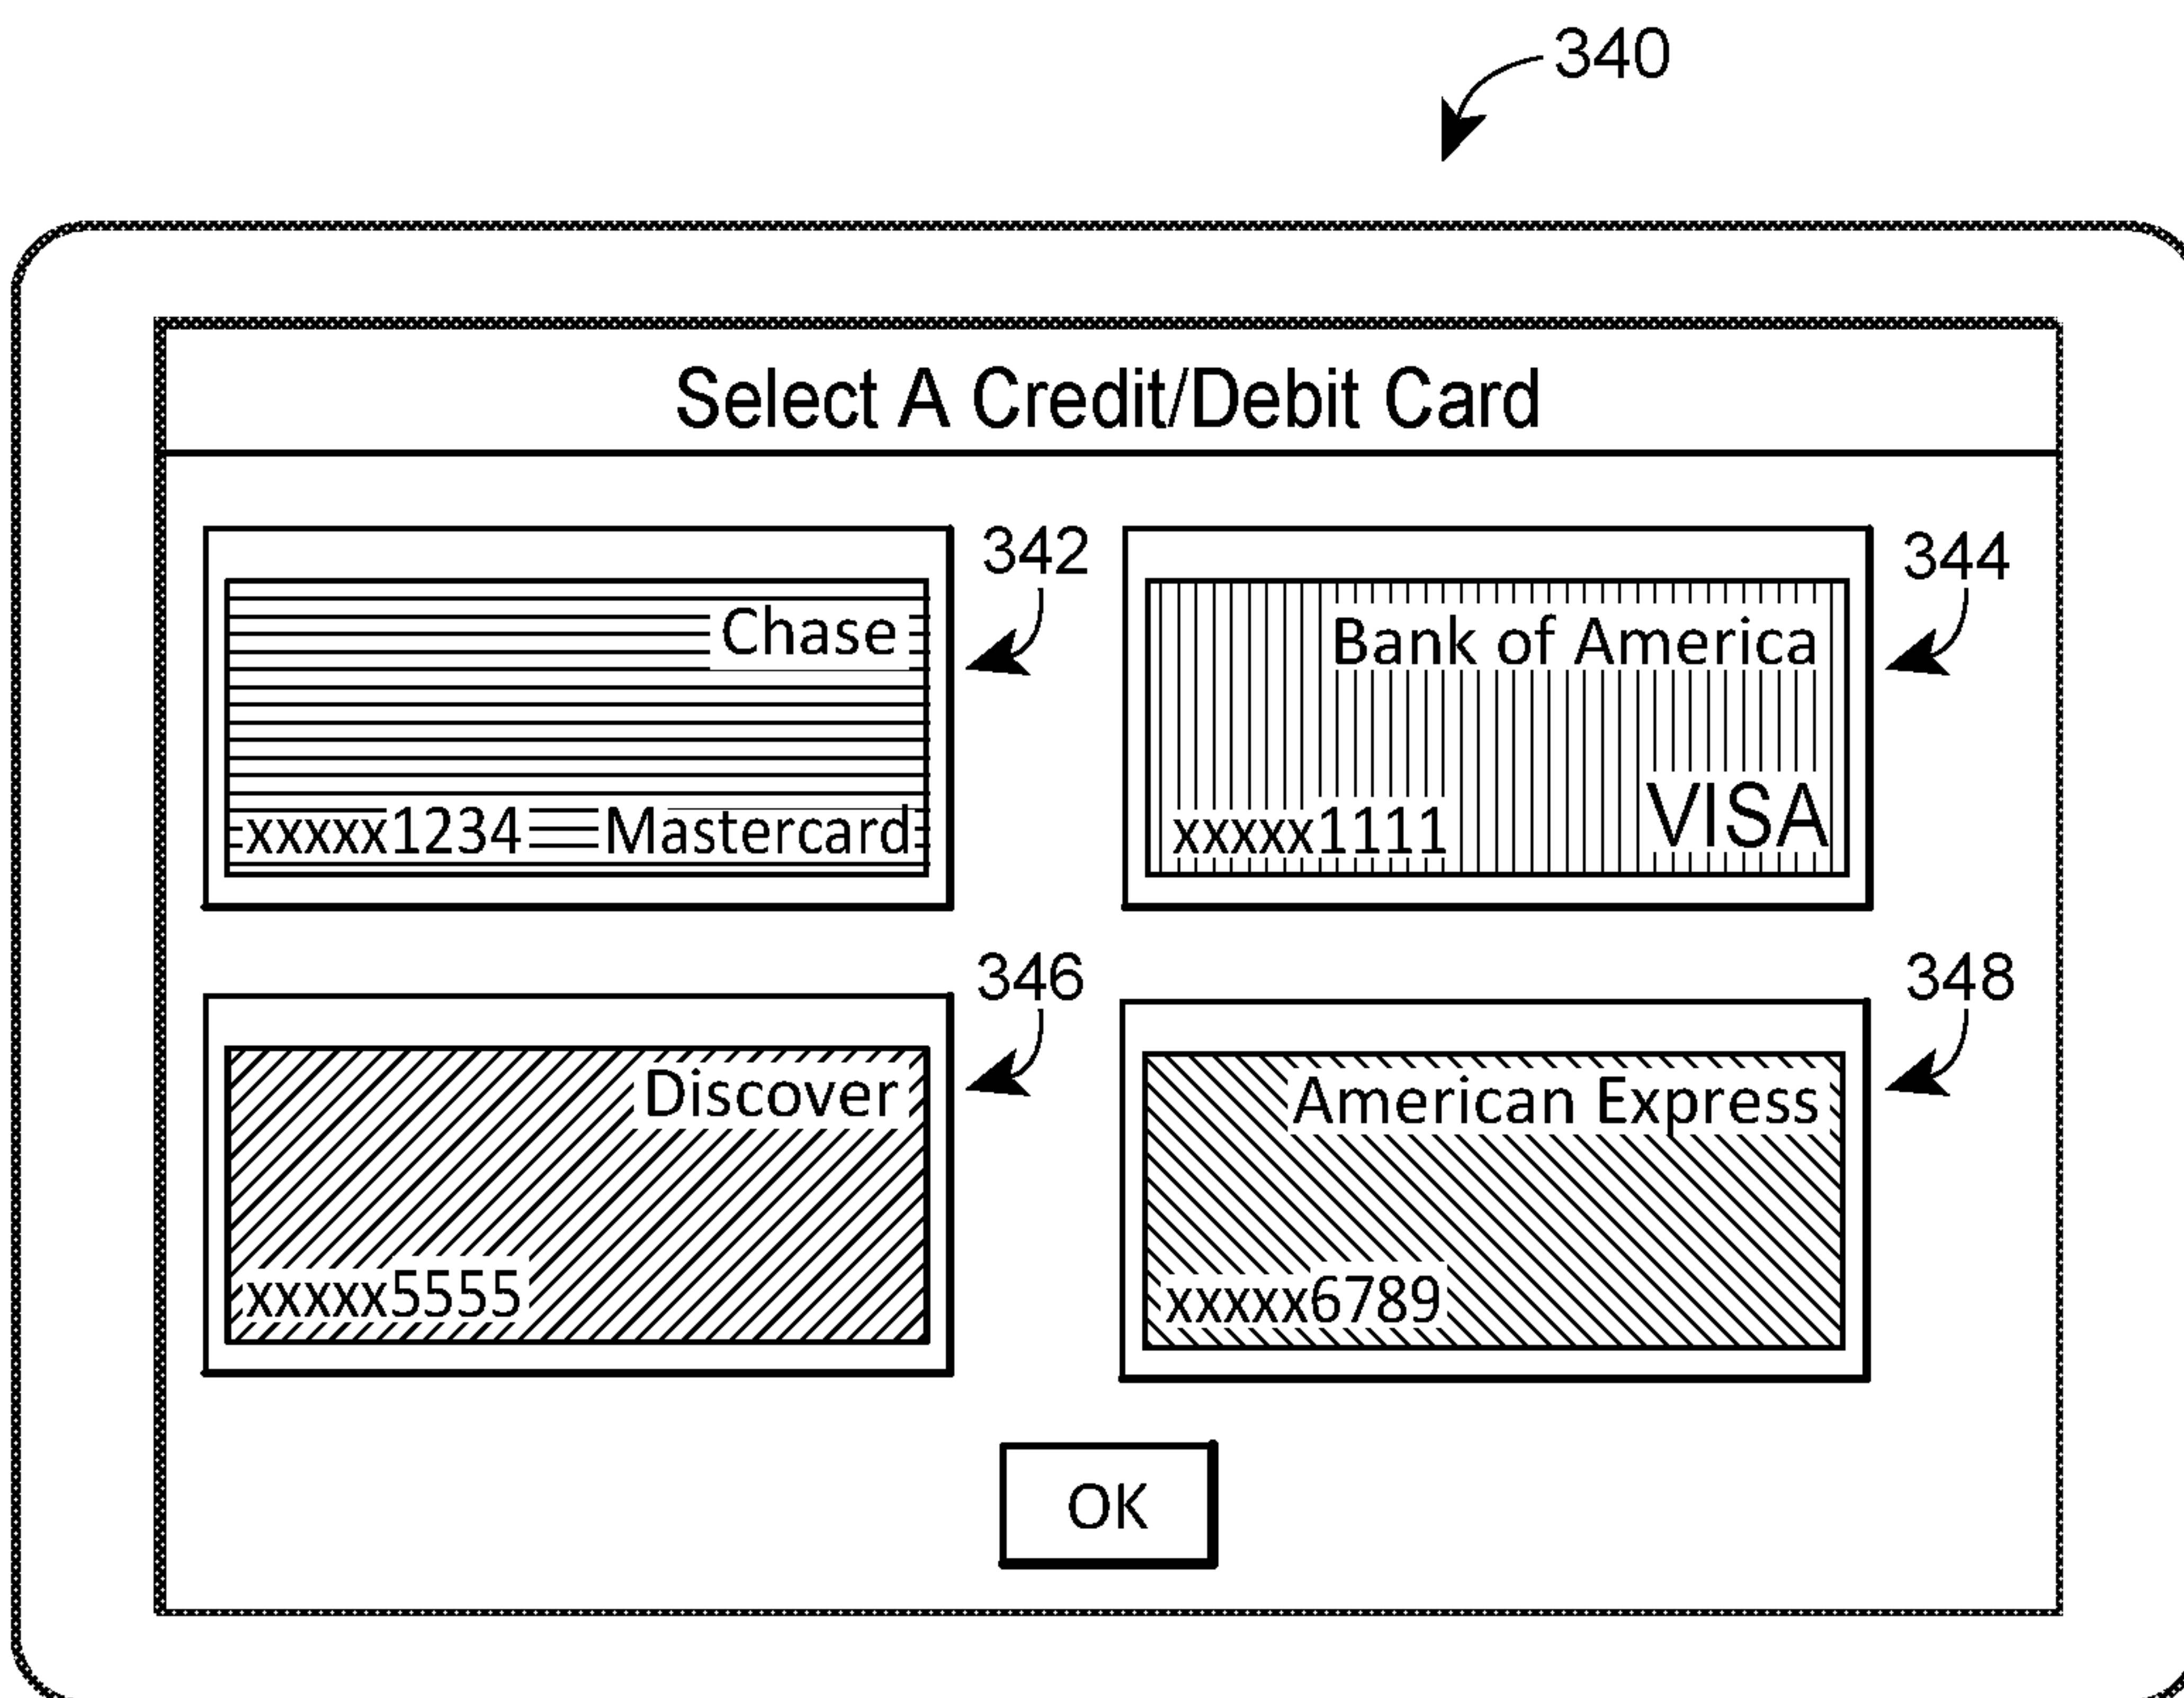 340
Select A Credit/Debit Card
342
344
Chase
Bank of America
xxxxx1234
Mastercard
xxxxx1111
VISA
346
348
Discover
American Express
xxxxx5555
xxxxx6789
OK